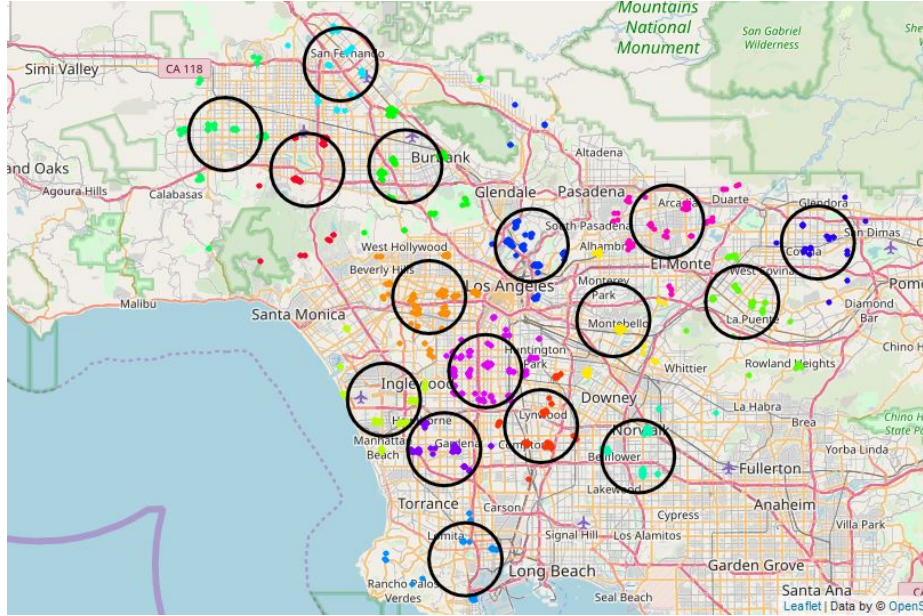 Mountains
National
Monument
San Gabriel
Wilderness
San Fernando
Simi Valley
CA 118
Burbank
Altadena
and Oaks
Agoura Hills
Calabasas
Glendale
Pasadena
Arcadia
Duarte
Glendora
South Pasadena
San Dimas
West Hollywood
Alhambra
Covina
Beverly Hills
El Monte
West Covina
Los Angeles
Monterey
Park
Malibu
Santa Monica
Montebello
La Puente
Diamond
Bar
Chino H
Huntington
Park
Whittier
Rowland Heights
Inglewood
Downey
La Habra
Lynwood
Hawthorne
Chino H
State P
Manhattan
Beach
Gardena
Compton
Norwalk
Brea
Bellflower
Yorba Linda
Fullerton
Lakewood
Torrance
Carson
Cypress
Anaheim
Lomita
Signal Hill
Los Alamitos
Villa Park
Rancho Palos
Verdes
Long Beach
Garden Grove
Seal Beach
Santa Ana
Leaflet | Data by © Open